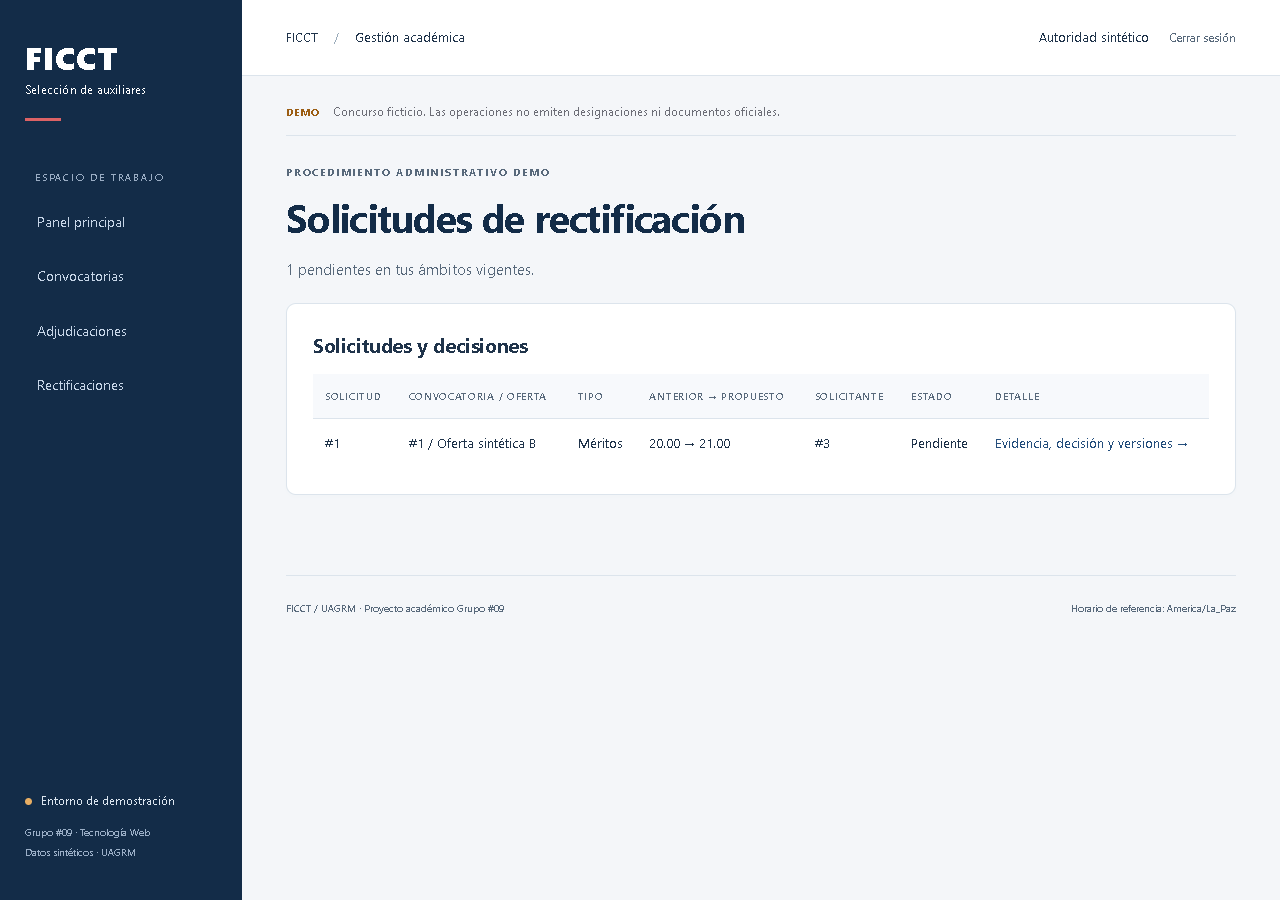 FICCT
Selección de auxiliares
ESPACIO DE TRABAJO
Panel principal
Convocatorias
Adjudicaciones
Rectificaciones
Entorno de demostración
Grupo #09 · Tecnología Web
Datos sintéticos · UAGRM
FICCT / Gestión académica
Autoridad sintético Cerrar sesión
DEMO Concurso ficticio. Las operaciones no emiten designaciones ni documentos oficiales.
PROCEDIMIENTO ADMINISTRATIVO DEMO
Solicitudes de rectificación
1 pendientes en tus ámbitos vigentes.
Solicitudes y decisiones
SOLICITUD CONVOCATORIA / OFERTA TIPO ANTERIOR → PROPUESTO SOLICITANTE ESTADO DETALLE
#1 #1 / Oferta sintética B Méritos 20.00 → 21.00 #3 Pendiente Evidencia, decisión y versiones →
FICCT / UAGRM · Proyecto académico Grupo #09
Horario de referencia: America/La_Paz